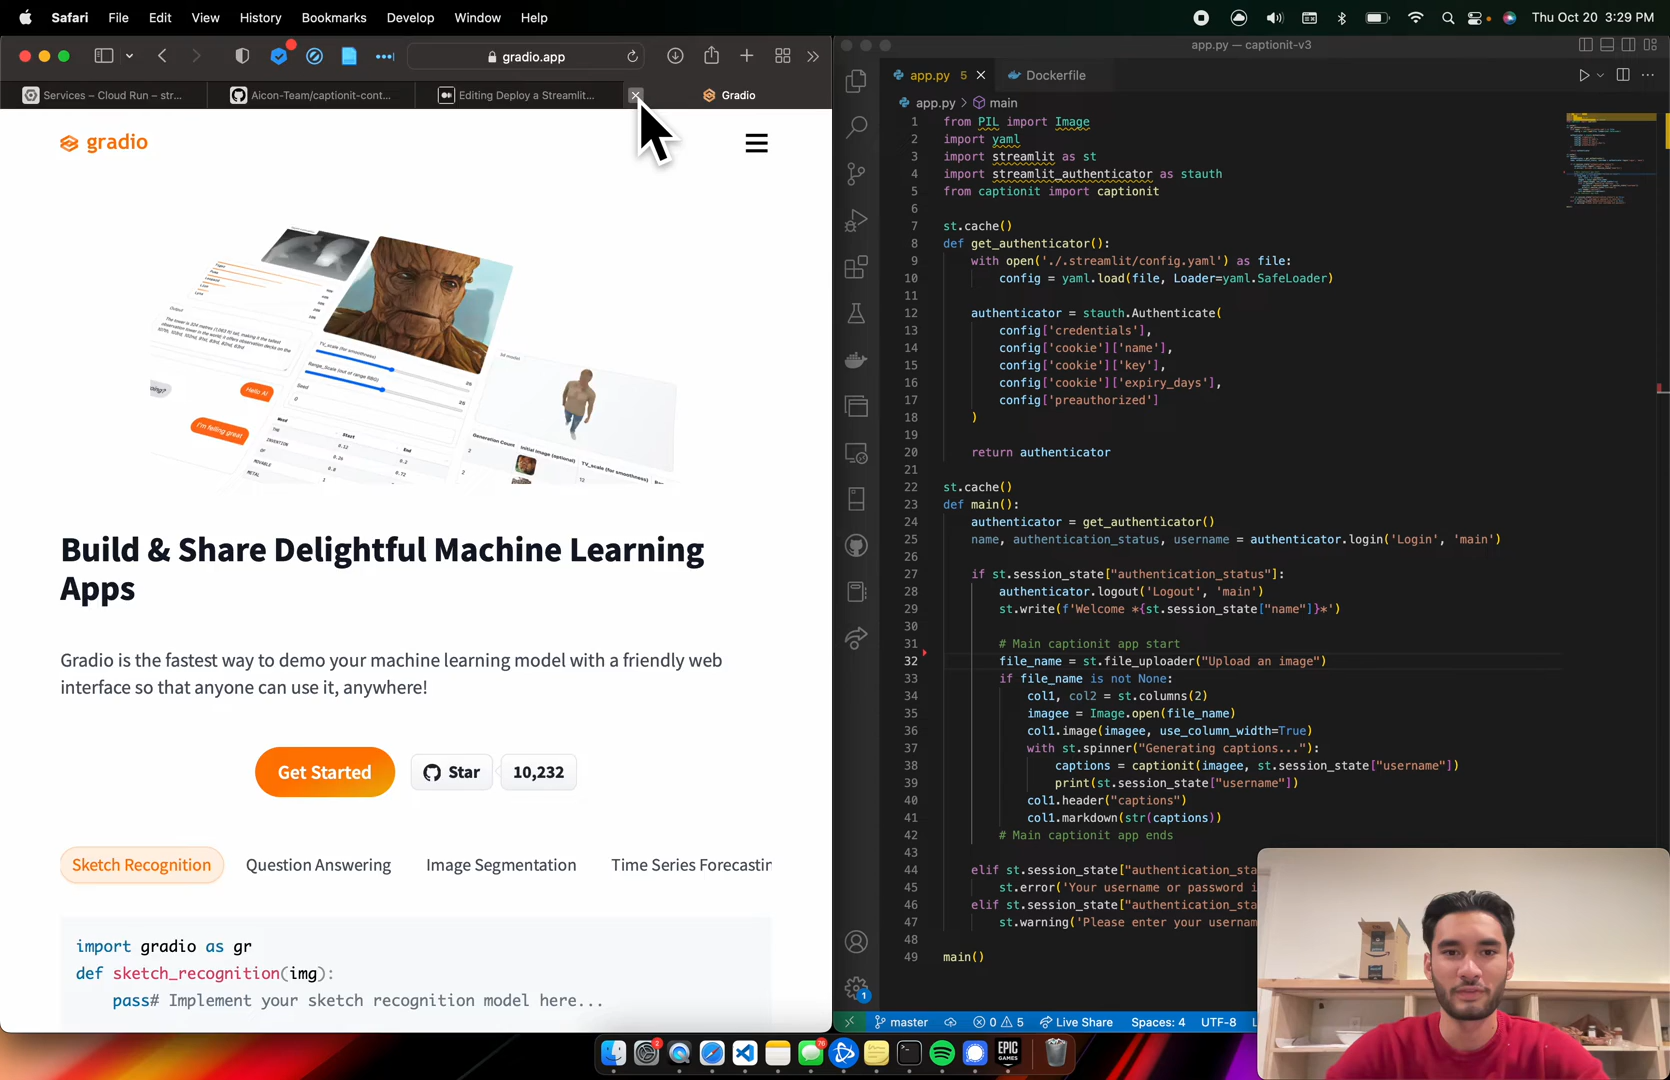 Safari File Edit View History Bookmarks Develop Window Help
Thu Oct 20 3:29 PM
gradio.app
Services – Cloud Run – str...
Aicon-Team/captionit-cont...
Editing Deploy a Streamlit...
Gradio
gradio
Hello AI
I'm felling great
Build & Share Delightful Machine Learning
Apps
Gradio is the fastest way to demo your machine learning model with a friendly web
interface so that anyone can use it, anywhere!
Get Started
Star
10,232
Sketch Recognition
Question Answering
Image Segmentation
Time Series Forecastin
import gradio as gr
def sketch_recognition(img):
pass# Implement your sketch recognition model here...
app.py — captionit-v3
app.py 5
Dockerfile
app.py > main
1 from PIL import Image
2 import yaml
3 import streamlit as st
4 import streamlit_authenticator as stauth
5 from captionit import captionit
6
7 st.cache()
8 def get_authenticator():
9 with open('./.streamlit/config.yaml') as file:
10 config = yaml.load(file, Loader=yaml.SafeLoader)
11
12 authenticator = stauth.Authenticate(
13 config['credentials'],
14 config['cookie']['name'],
15 config['cookie']['key'],
16 config['cookie']['expiry_days'],
17 config['preauthorized']
18 )
19
20 return authenticator
21
22 st.cache()
23 def main():
24 authenticator = get_authenticator()
25 name, authentication_status, username = authenticator.login('Login', 'main')
26
27 if st.session_state["authentication_status"]:
28 authenticator.logout('Logout', 'main')
29 st.write(f'Welcome *{st.session_state["name"]}*')
30
31 # Main captionit app start
32 file_name = st.file_uploader("Upload an image")
33 if file_name is not None:
34 col1, col2 = st.columns(2)
35 imagee = Image.open(file_name)
36 col1.image(imagee, use_column_width=True)
37 with st.spinner("Generating captions..."):
38 captions = captionit(imagee, st.session_state["username"])
39 print(st.session_state["username"])
40 col1.header("captions")
41 col1.markdown(str(captions))
42 # Main captionit app ends
43
44 elif st.session_state["authentication_sta
45 st.error('Your username or password i
46 elif st.session_state["authentication_sta
47 st.warning('Please enter your usernam
48
49 main()
1
master
0 5
Live Share
Spaces: 4
UTF-8
2
76
EPIC
GAMES